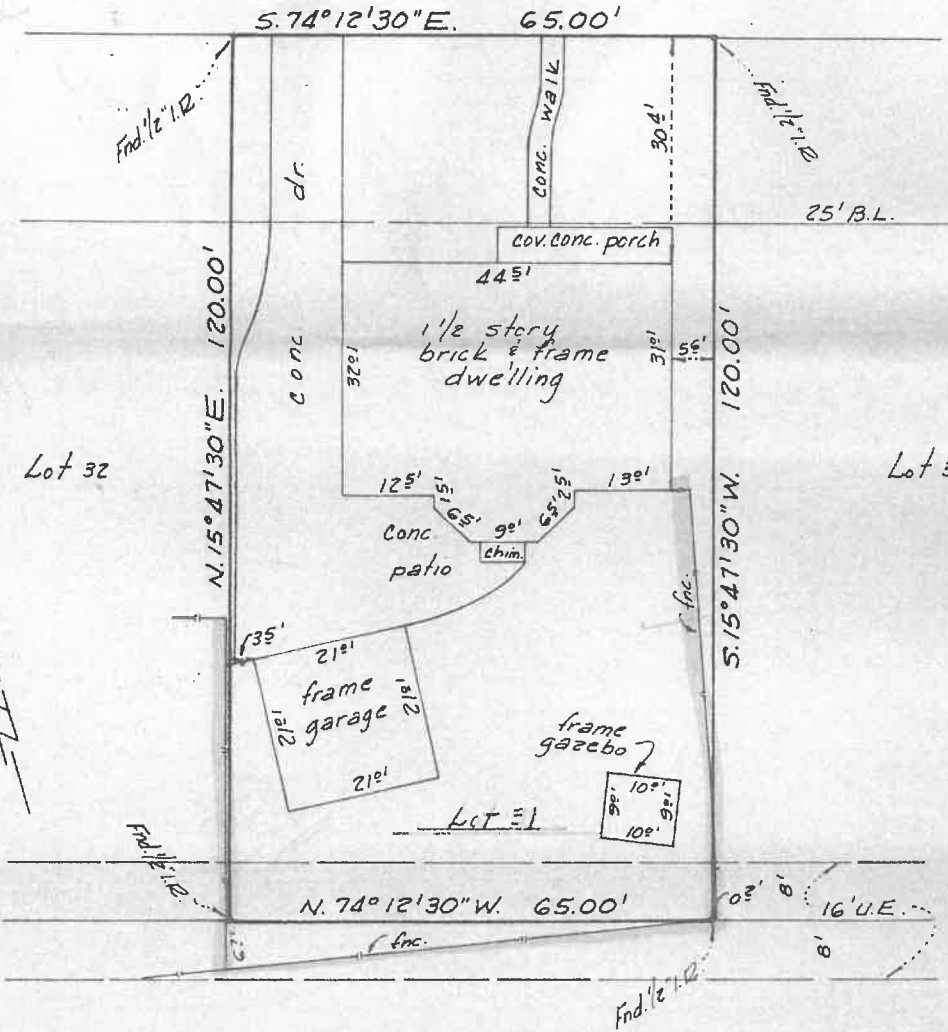 S. 74°12'30"E. 65.00'
Fnd. 1/2" I.R.
Fnd. 1/2" I.R.
conc. walk
30 4'
dr.
conc
25' B.L.
cov. conc. porch
44 5'
N. 15°47'30"E. 120.00'
1 1/2 story
brick & frame
dwelling
32 0'
31 0'
5 6'
S. 15°47'30"W. 120.00'
Lot 32
Lot 3
12 5'
1 5'
6 5'
9 0'
6 5'
2 5'
13 0'
Conc.
patio
chim.
fnc.
3 5'
21 0'
frame
garage
21 0'
21 0'
21 0'
frame
gazebo
10 0'
9 0'
9 0'
10 0'
Lot 31
Fnd. 1/2" I.R.
N. 74°12'30"W. 65.00'
0 2'
8'
16' U.E.
8'
fnc.
Fnd. 1/2" I.R.